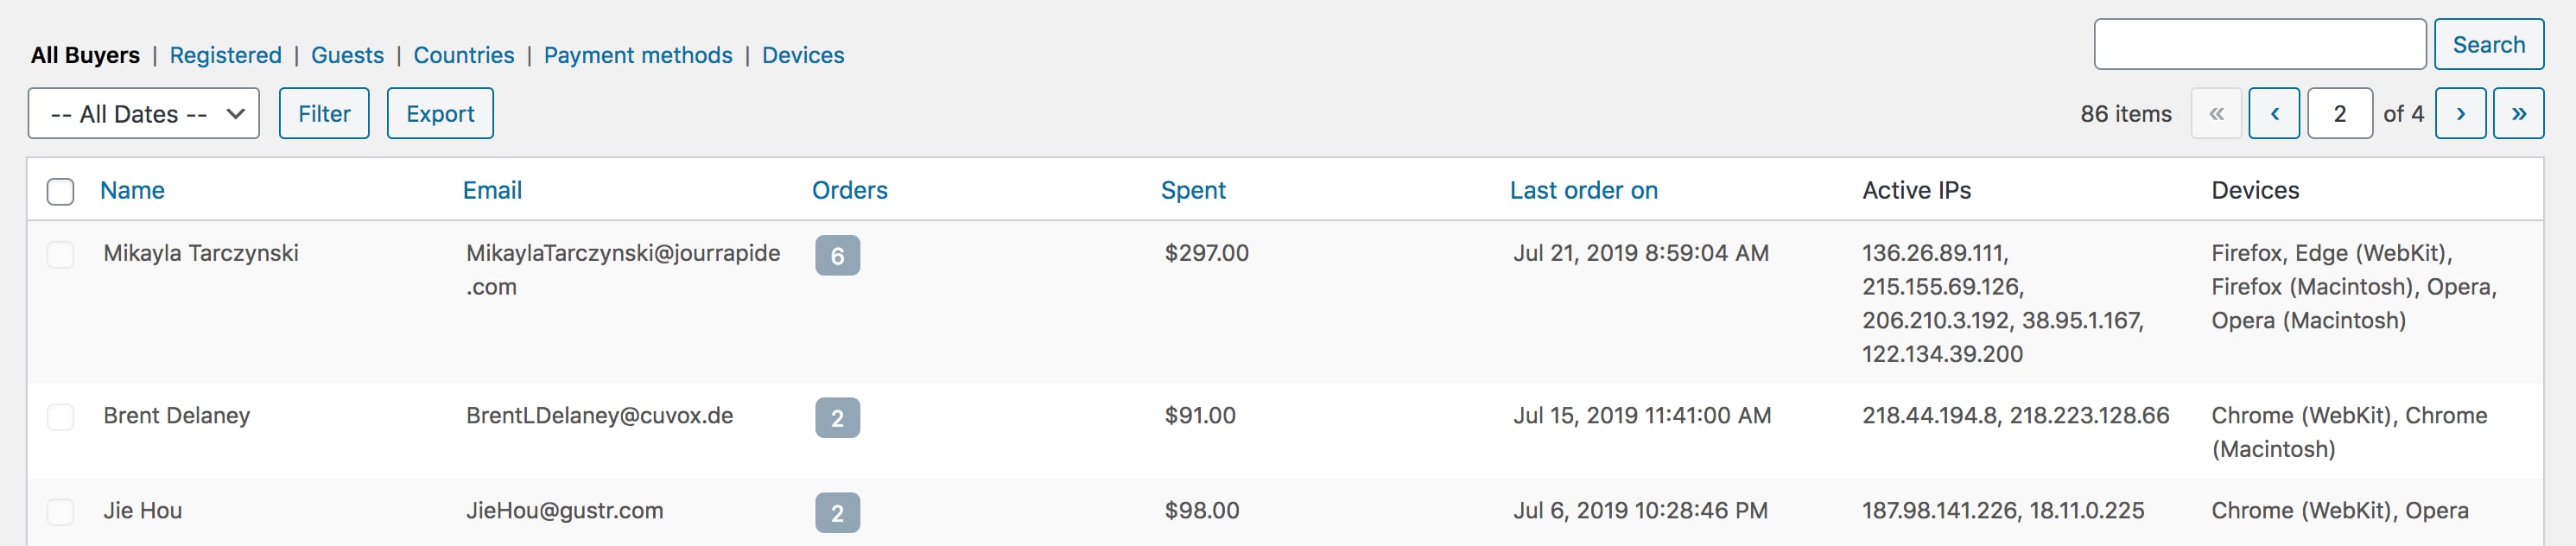 All Buyers | Registered | Guests | Countries | Payment methods | Devices
Search
-- All Dates -- Filter Export
86 items « ‹ 2 of 4 › »
Name Email Orders Spent Last order on Active IPs Devices
Mikayla Tarczynski MikaylaTarczynski@jourrapide 6 $297.00 Jul 21, 2019 8:59:04 AM 136.26.89.111, Firefox, Edge (WebKit),
.com 215.155.69.126, Firefox (Macintosh), Opera,
206.210.3.192, 38.95.1.167, Opera (Macintosh)
122.134.39.200
Brent Delaney BrentLDelaney@cuvox.de 2 $91.00 Jul 15, 2019 11:41:00 AM 218.44.194.8, 218.223.128.66 Chrome (WebKit), Chrome
(Macintosh)
Jie Hou JieHou@gustr.com 2 $98.00 Jul 6, 2019 10:28:46 PM 187.98.141.226, 18.11.0.225 Chrome (WebKit), Opera